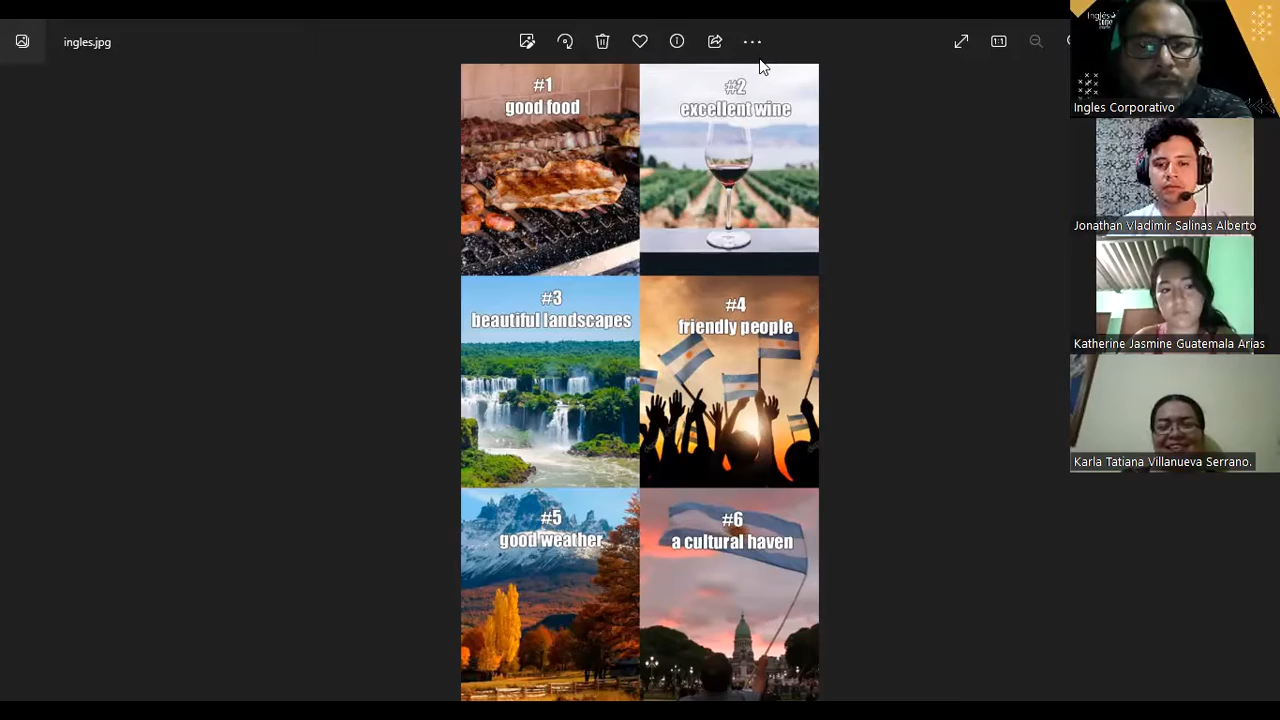 ingles.jpg
#1
good food
#2
excellent wine
#3
beautiful landscapes
#4
friendly people
#5
good weather
#6
a cultural haven
Inglés
Ingles Corporativo
Jonathan Vladimir Salinas Alberto
Katherine Jasmine Guatemala Arias
Karla Tatiana Villanueva Serrano.